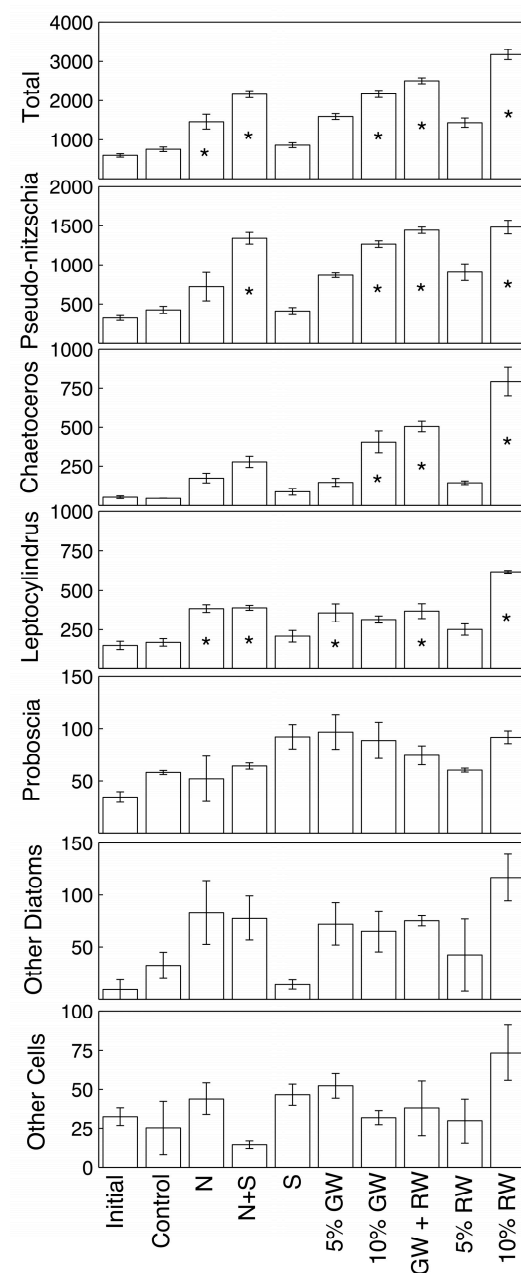 4000
3000
2000
1000
Total
* * * * *
2000
1500
1000
500
Pseudo-nitzschia
* * * *
1000
750
500
250
Chaetoceros
* * *
1000
750
500
250
Leptocylindrus
* * * * *
150
100
50
Proboscia
150
100
50
Other Diatoms
100
75
50
25
0
Other Cells
Initial
Control
N
N+S
S
5% GW
10% GW
GW + RW
5% RW
10% RW